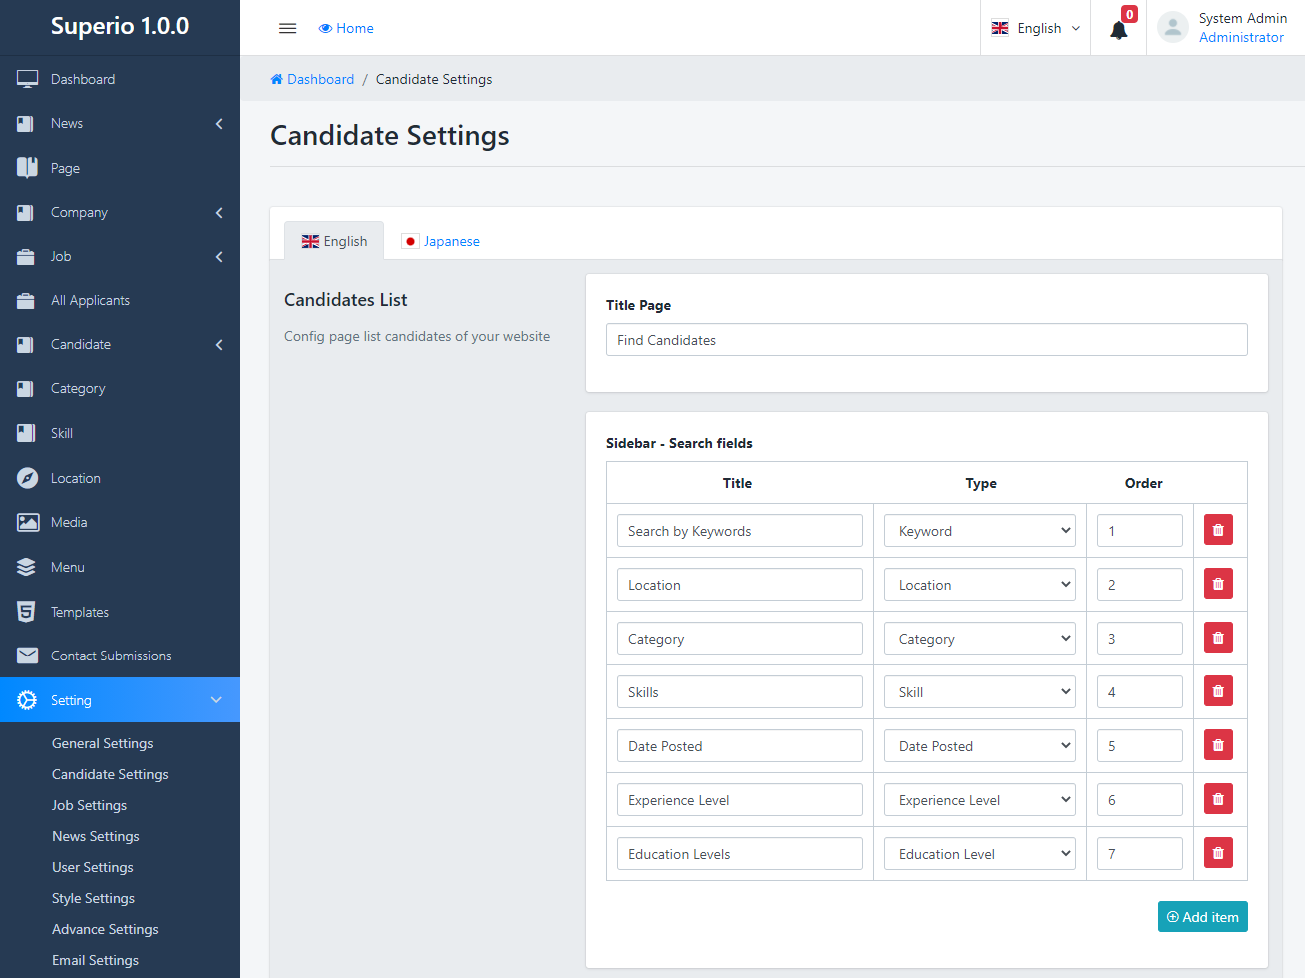 Superio 1.0.0
Home
English
0
System Admin
Administrator
Dashboard
News
Page
Company
Job
All Applicants
Candidate
Category
Skill
Location
Media
Menu
Templates
Contact Submissions
Setting
General Settings
Candidate Settings
Job Settings
News Settings
User Settings
Style Settings
Advance Settings
Email Settings
Dashboard / Candidate Settings
Candidate Settings
English Japanese
Candidates List
Config page list candidates of your website
Title Page
Find Candidates
Sidebar - Search fields
Title Type Order
Search by Keywords Keyword 1
Location Location 2
Category Category 3
Skills Skill 4
Date Posted Date Posted 5
Experience Level Experience Level 6
Education Levels Education Level 7
Add item